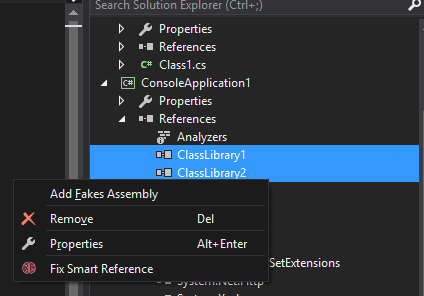 Search Solution Explorer (Ctrl+;)
Properties
References
C# Class1.cs
C# ConsoleApplication1
Properties
References
Analyzers
ClassLibrary1
ClassLibrary2
Add Fakes Assembly
Remove Del
Properties Alt+Enter
SetExtensions
Fix Smart Reference
System.Net.Http